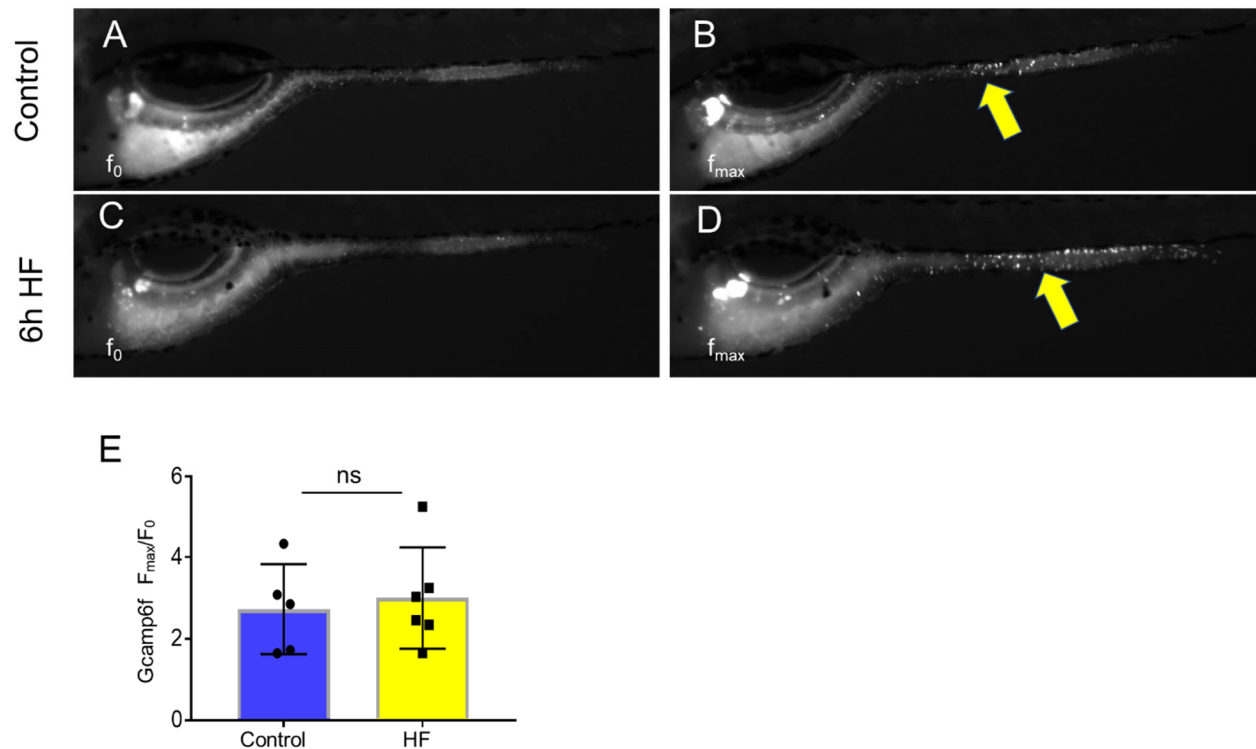 Control
A
f0
B
fmax
6h HF
C
f0
D
fmax
E
Gcamp6f Fmax/F0
6
4
2
0
ns
Control
HF